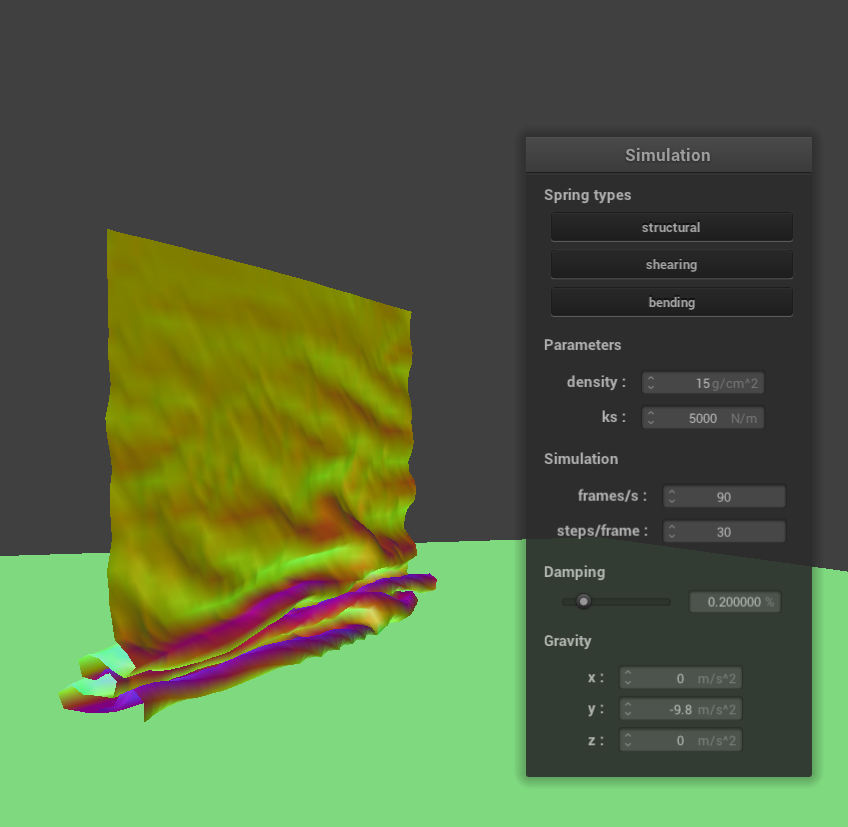 Simulation
Spring types
structural
shearing
bending
Parameters
density : 15 g/cm^2
ks : 5000 N/m
Simulation
frames/s : 90
steps/frame : 30
Damping
0.200000 %
Gravity
x : 0 m/s^2
y : -9.8 m/s^2
z : 0 m/s^2